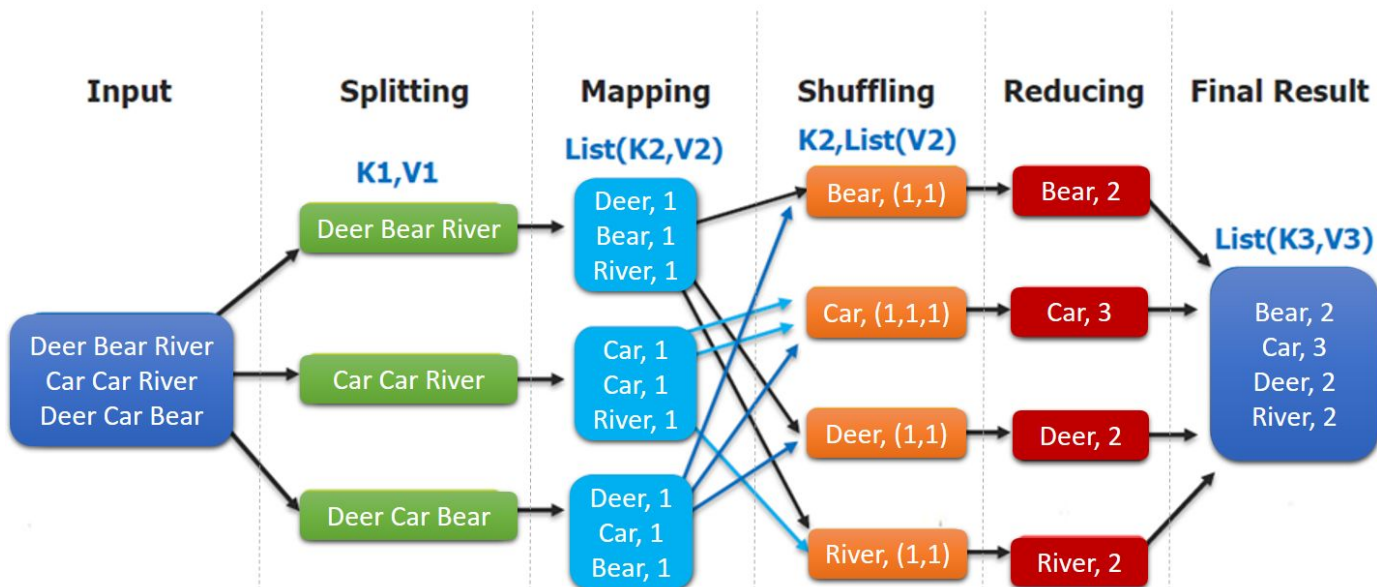 Input
Splitting
Mapping
Shuffling
Reducing
Final Result
K1,V1
List(K2,V2)
K2,List(V2)
List(K3,V3)
Deer Bear River
Car Car River
Deer Car Bear
Deer Bear River
Car Car River
Deer Car Bear
Deer, 1
Bear, 1
River, 1
Car, 1
Car, 1
River, 1
Deer, 1
Car, 1
Bear, 1
Bear, (1,1)
Car, (1,1,1)
Deer, (1,1)
River, (1,1)
Bear, 2
Car, 3
Deer, 2
River, 2
Bear, 2
Car, 3
Deer, 2
River, 2